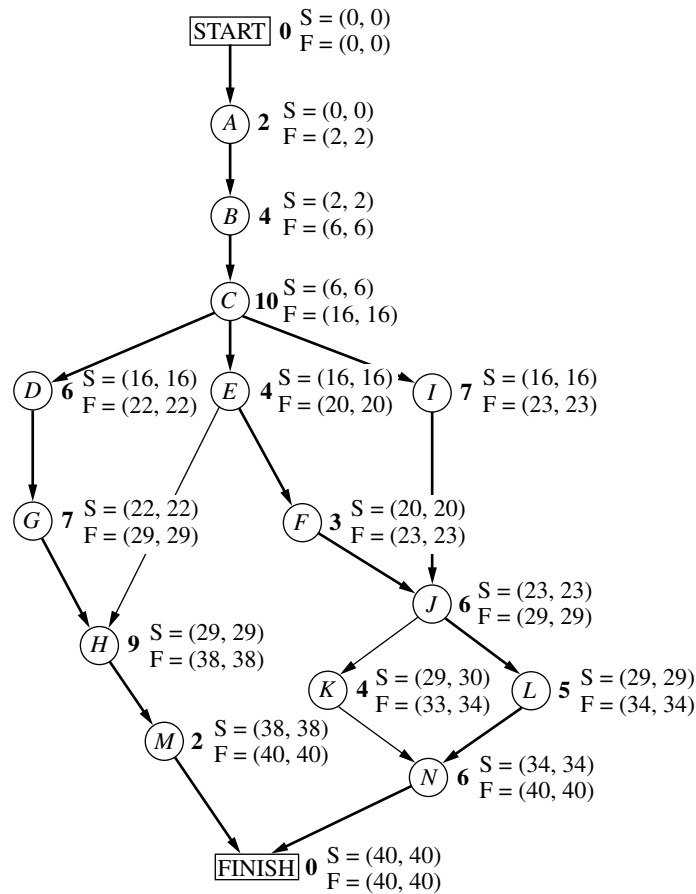 START 0 S = (0, 0)
F = (0, 0)
A 2 S = (0, 0)
F = (2, 2)
B 4 S = (2, 2)
F = (6, 6)
C 10 S = (6, 6)
F = (16, 16)
D 6 S = (16, 16)
F = (22, 22)
E 4 S = (16, 16)
F = (20, 20)
I 7 S = (16, 16)
F = (23, 23)
G 7 S = (22, 22)
F = (29, 29)
F 3 S = (20, 20)
F = (23, 23)
J 6 S = (23, 23)
F = (29, 29)
H 9 S = (29, 29)
F = (38, 38)
K 4 S = (29, 30)
F = (33, 34)
L 5 S = (29, 29)
F = (34, 34)
M 2 S = (38, 38)
F = (40, 40)
N 6 S = (34, 34)
F = (40, 40)
FINISH 0 S = (40, 40)
F = (40, 40)